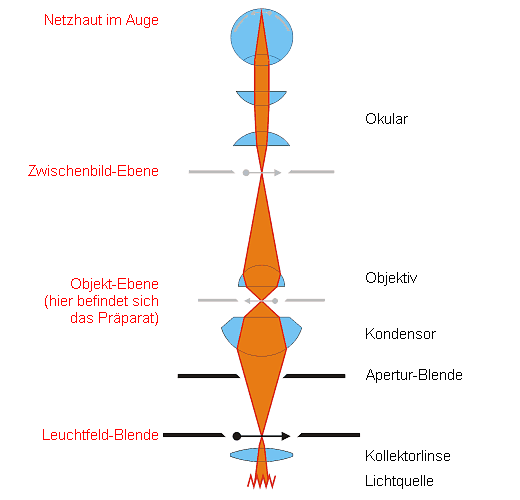 Netzhaut im Auge
Okular
Zwischenbild-Ebene
Objekt-Ebene
(hier befindet sich
das Präparat)
Objektiv
Kondensor
Apertur-Blende
Leuchtfeld-Blende
Kollektorlinse
Lichtquelle